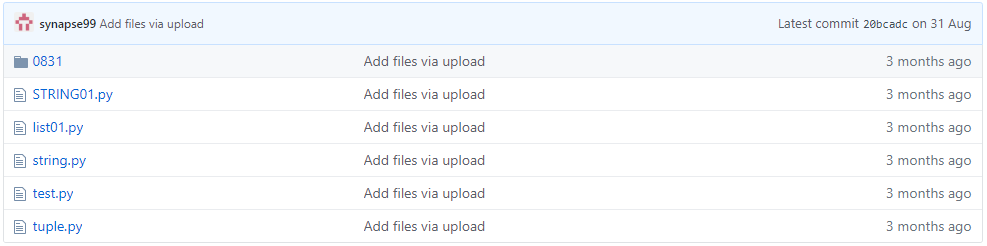 synapse99 Add files via upload Latest commit 20bcadc on 31 Aug
0831 Add files via upload 3 months ago
STRING01.py Add files via upload 3 months ago
list01.py Add files via upload 3 months ago
string.py Add files via upload 3 months ago
test.py Add files via upload 3 months ago
tuple.py Add files via upload 3 months ago